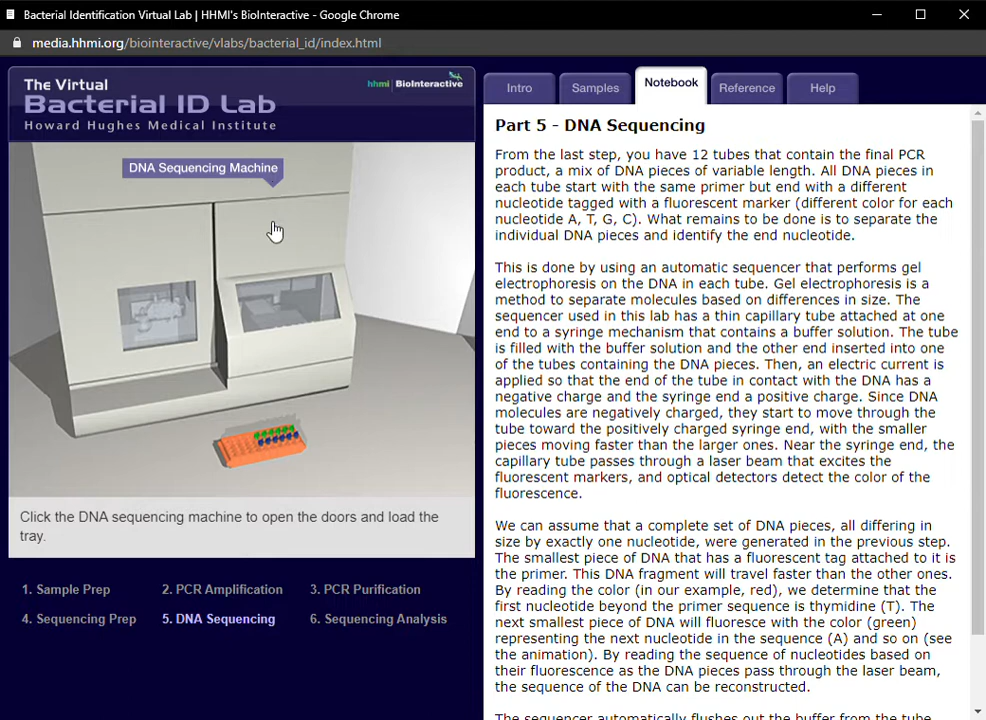 Bacterial Identification Virtual Lab | HHMI's BioInteractive - Google Chrome
media.hhmi.org/biointeractive/vlabs/bacterial_id/index.html
The Virtual
Bacterial ID Lab
Howard Hughes Medical Institute
hhmi | BioInteractive
Intro
Samples
Notebook
Reference
Help
DNA Sequencing Machine
Click the DNA sequencing machine to open the doors and load the
tray.
1. Sample Prep
2. PCR Amplification
3. PCR Purification
4. Sequencing Prep
5. DNA Sequencing
6. Sequencing Analysis
Part 5 - DNA Sequencing
From the last step, you have 12 tubes that contain the final PCR
product, a mix of DNA pieces of variable length. All DNA pieces in
each tube start with the same primer but end with a different
nucleotide tagged with a fluorescent marker (different color for each
nucleotide A, T, G, C). What remains to be done is to separate the
individual DNA pieces and identify the end nucleotide.
This is done by using an automatic sequencer that performs gel
electrophoresis on the DNA in each tube. Gel electrophoresis is a
method to separate molecules based on differences in size. The
sequencer used in this lab has a thin capillary tube attached at one
end to a syringe mechanism that contains a buffer solution. The tube
is filled with the buffer solution and the other end inserted into one
of the tubes containing the DNA pieces. Then, an electric current is
applied so that the end of the tube in contact with the DNA has a
negative charge and the syringe end a positive charge. Since DNA
molecules are negatively charged, they start to move through the
tube toward the positively charged syringe end, with the smaller
pieces moving faster than the larger ones. Near the syringe end, the
capillary tube passes through a laser beam that excites the
fluorescent markers, and optical detectors detect the color of the
fluorescence.
We can assume that a complete set of DNA pieces, all differing in
size by exactly one nucleotide, were generated in the previous step.
The smallest piece of DNA that has a fluorescent tag attached to it is
the primer. This DNA fragment will travel faster than the other ones.
By reading the color (in our example, red), we determine that the
first nucleotide beyond the primer sequence is thymidine (T). The
next smallest piece of DNA will fluoresce with the color (green)
representing the next nucleotide in the sequence (A) and so on (see
the animation). By reading the sequence of nucleotides based on
their fluorescence as the DNA pieces pass through the laser beam,
the sequence of the DNA can be reconstructed.
The sequencer automatically flushes out the buffer from the tube